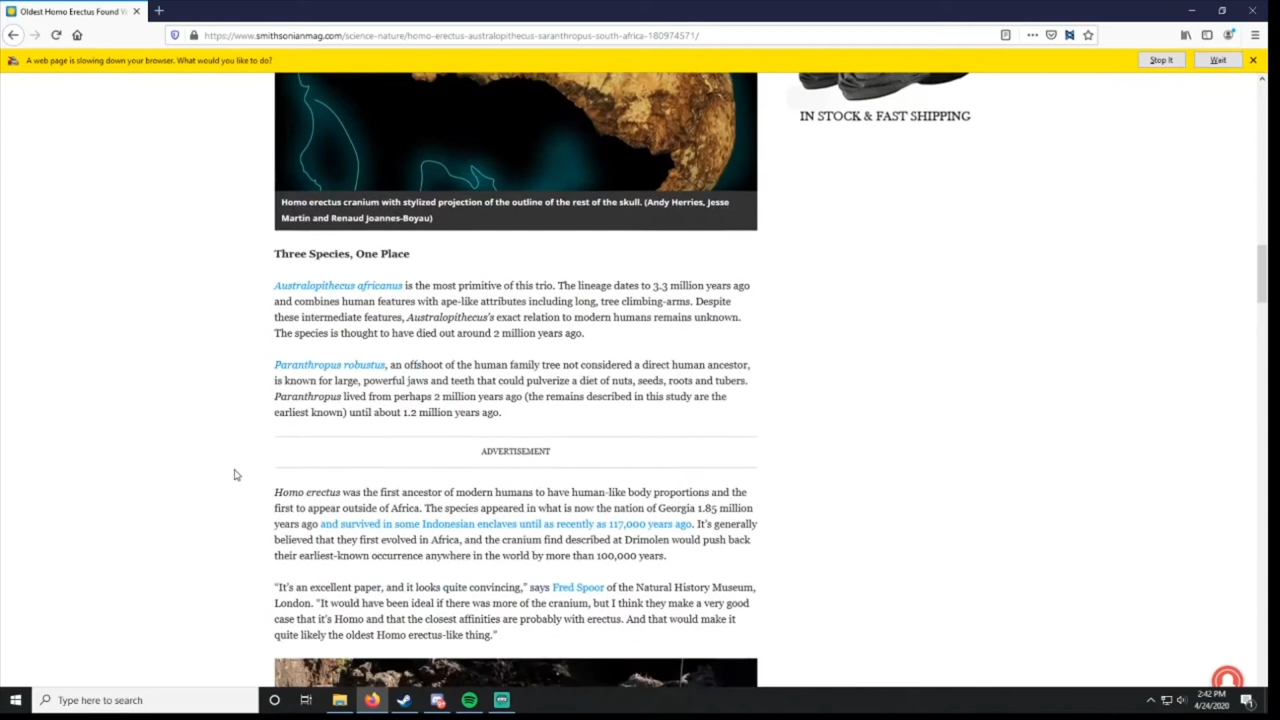 Oldest Homo Erectus Found
https://www.smithsonianmag.com/science-nature/homo-erectus-australopithecus-saranthropus-south-africa-180974571/
A web page is slowing down your browser. What would you like to do?
Stop It
Wait
IN STOCK & FAST SHIPPING
Homo erectus cranium with stylized projection of the outline of the rest of the skull. (Andy Herries, Jesse
Martin and Renaud Joannes-Boyau)
Three Species, One Place
Australopithecus africanus is the most primitive of this trio. The lineage dates to 3.3 million years ago
and combines human features with ape-like attributes including long, tree climbing-arms. Despite
these intermediate features, Australopithecus's exact relation to modern humans remains unknown.
The species is thought to have died out around 2 million years ago.
Paranthropus robustus, an offshoot of the human family tree not considered a direct human ancestor,
is known for large, powerful jaws and teeth that could pulverize a diet of nuts, seeds, roots and tubers.
Paranthropus lived from perhaps 2 million years ago (the remains described in this study are the
earliest known) until about 1.2 million years ago.
ADVERTISEMENT
Homo erectus was the first ancestor of modern humans to have human-like body proportions and the
first to appear outside of Africa. The species appeared in what is now the nation of Georgia 1.85 million
years ago and survived in some Indonesian enclaves until as recently as 117,000 years ago. It's generally
believed that they first evolved in Africa, and the cranium find described at Drimolen would push back
their earliest-known occurrence anywhere in the world by more than 100,000 years.
"It's an excellent paper, and it looks quite convincing," says Fred Spoor of the Natural History Museum,
London. "It would have been ideal if there was more of the cranium, but I think they make a very good
case that it's Homo and that the closest affinities are probably with erectus. And that would make it
quite likely the oldest Homo erectus-like thing."
Type here to search
2:42 PM
4/24/2020